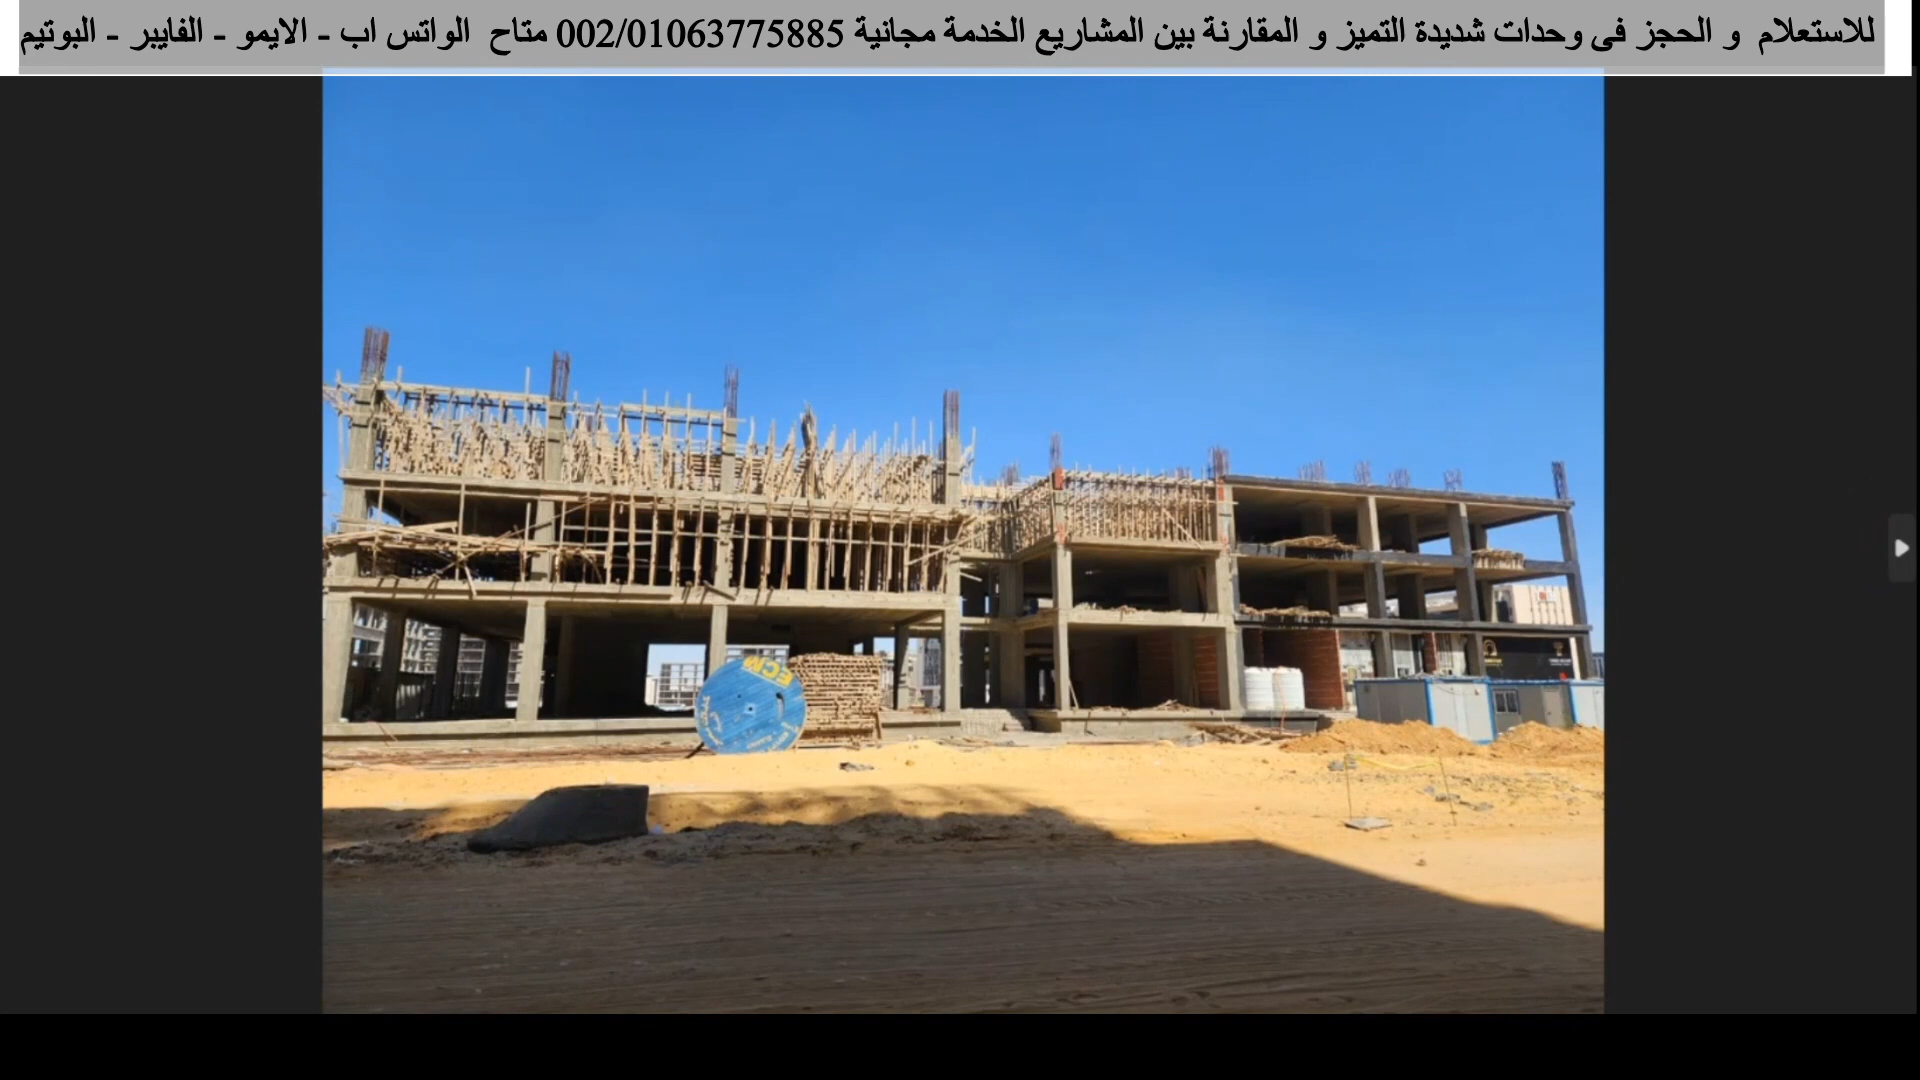 للاستعلام و الحجز فى وحدات شديدة التميز و المقارنة بين المشاريع الخدمة مجانية 002/01063775885 متاح الواتس اب - الايمو - الفايبر - البوتيم
ECM